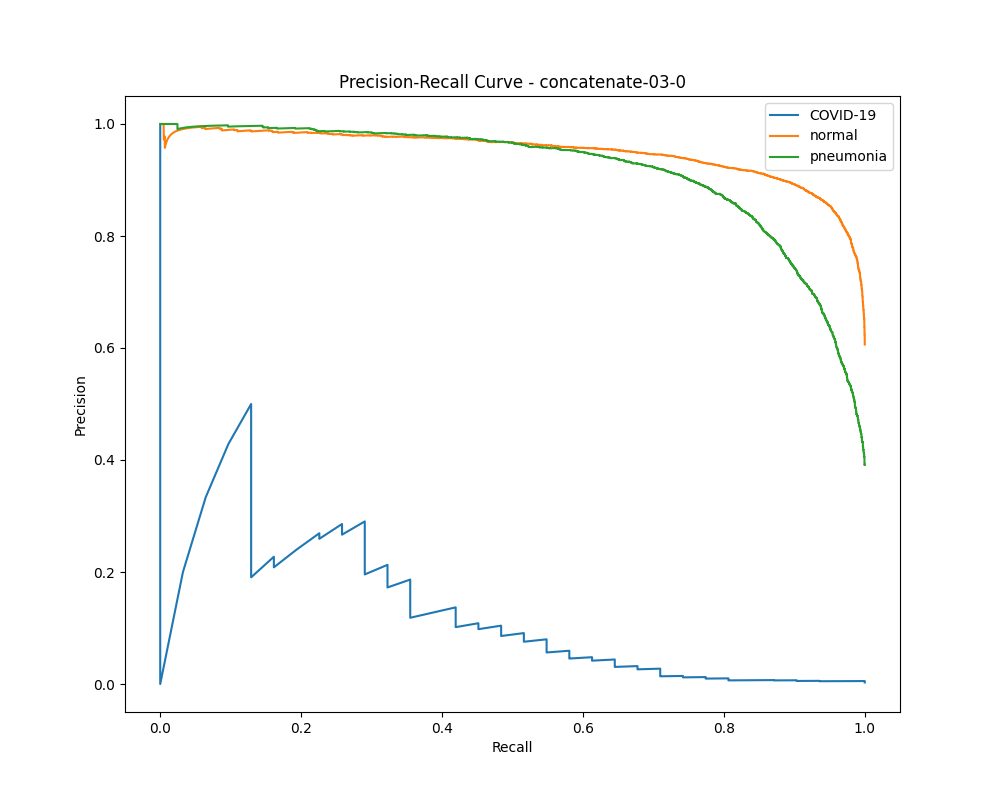 Precision-Recall Curve - concatenate-03-0
COVID-19
normal
pneumonia
1.0
0.8
0.6
0.4
0.2
0.0
Precision
0.0 0.2 0.4 0.6 0.8 1.0
Recall